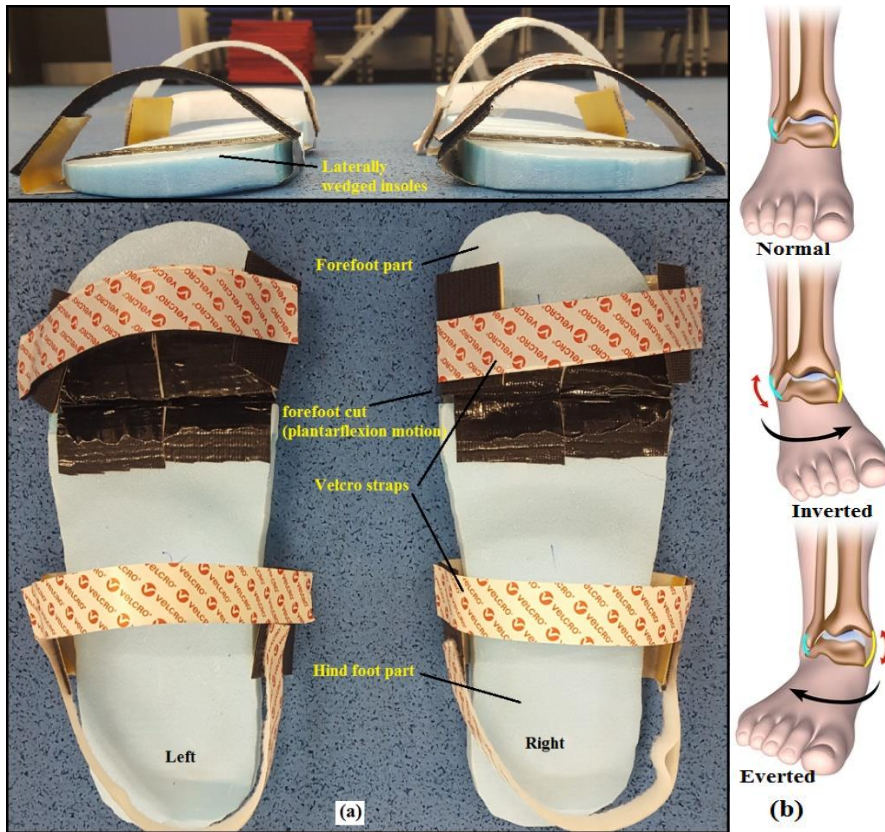 Laterally
wedged insoles
Forefoot part
forefoot cut
(plantarflexion motion)
Velcro straps
Hind foot part
Left
Right
(a)
VELCRO
Normal
Inverted
Everted
(b)